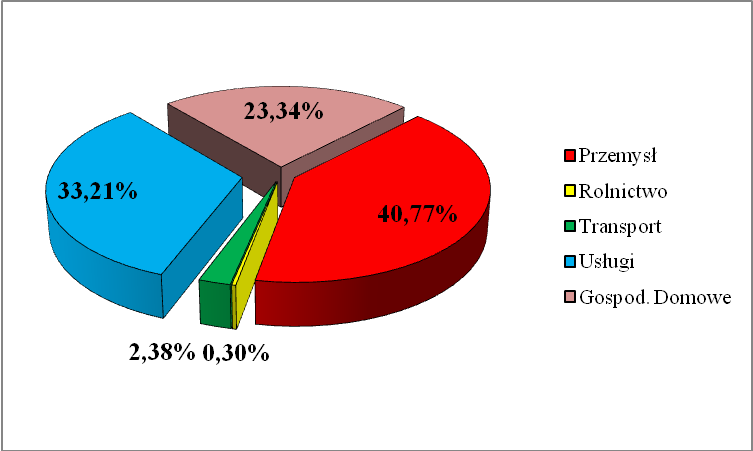 23,34%
33,21%
40,77%
2,38%
0,30%
Przemysł
Rolnictwo
Transport
Usługi
Gospod. Domowe